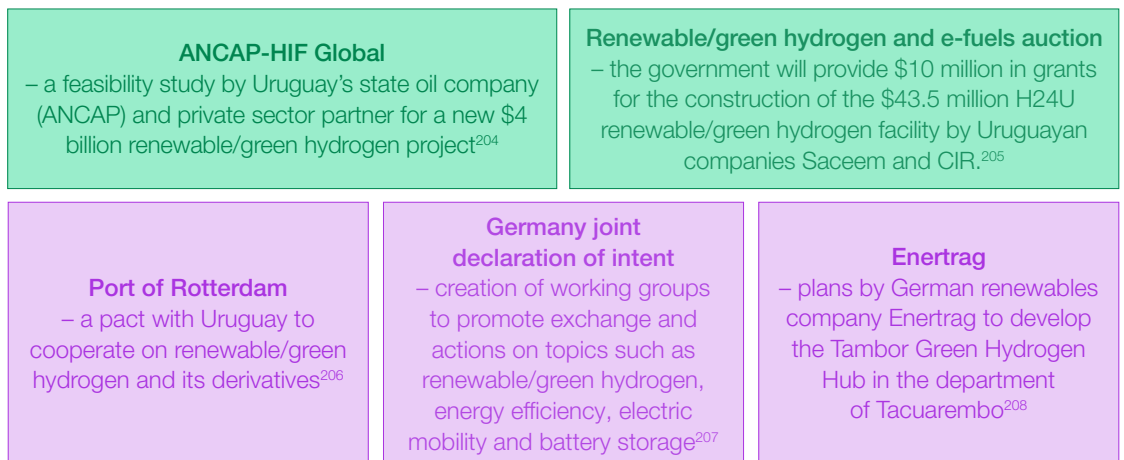 ANCAP-HIF Global
– a feasibility study by Uruguay's state oil company
(ANCAP) and private sector partner for a new $4
billion renewable/green hydrogen project204
Renewable/green hydrogen and e-fuels auction
– the government will provide $10 million in grants
for the construction of the $43.5 million H24U
renewable/green hydrogen facility by Uruguayan
companies Saceem and CIR.205
Port of Rotterdam
– a pact with Uruguay to
cooperate on renewable/green
hydrogen and its derivatives206
Germany joint
declaration of intent
– creation of working groups
to promote exchange and
actions on topics such as
renewable/green hydrogen,
energy efficiency, electric
mobility and battery storage207
Enertrag
– plans by German renewables
company Enertrag to develop
the Tambor Green Hydrogen
Hub in the department
of Tacuarembo208